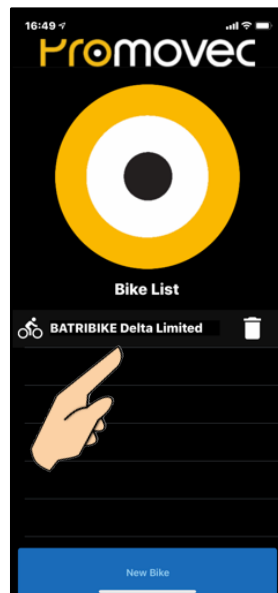 16:49
Promovec
Bike List
BATRIBIKE Delta Limited
New Bike